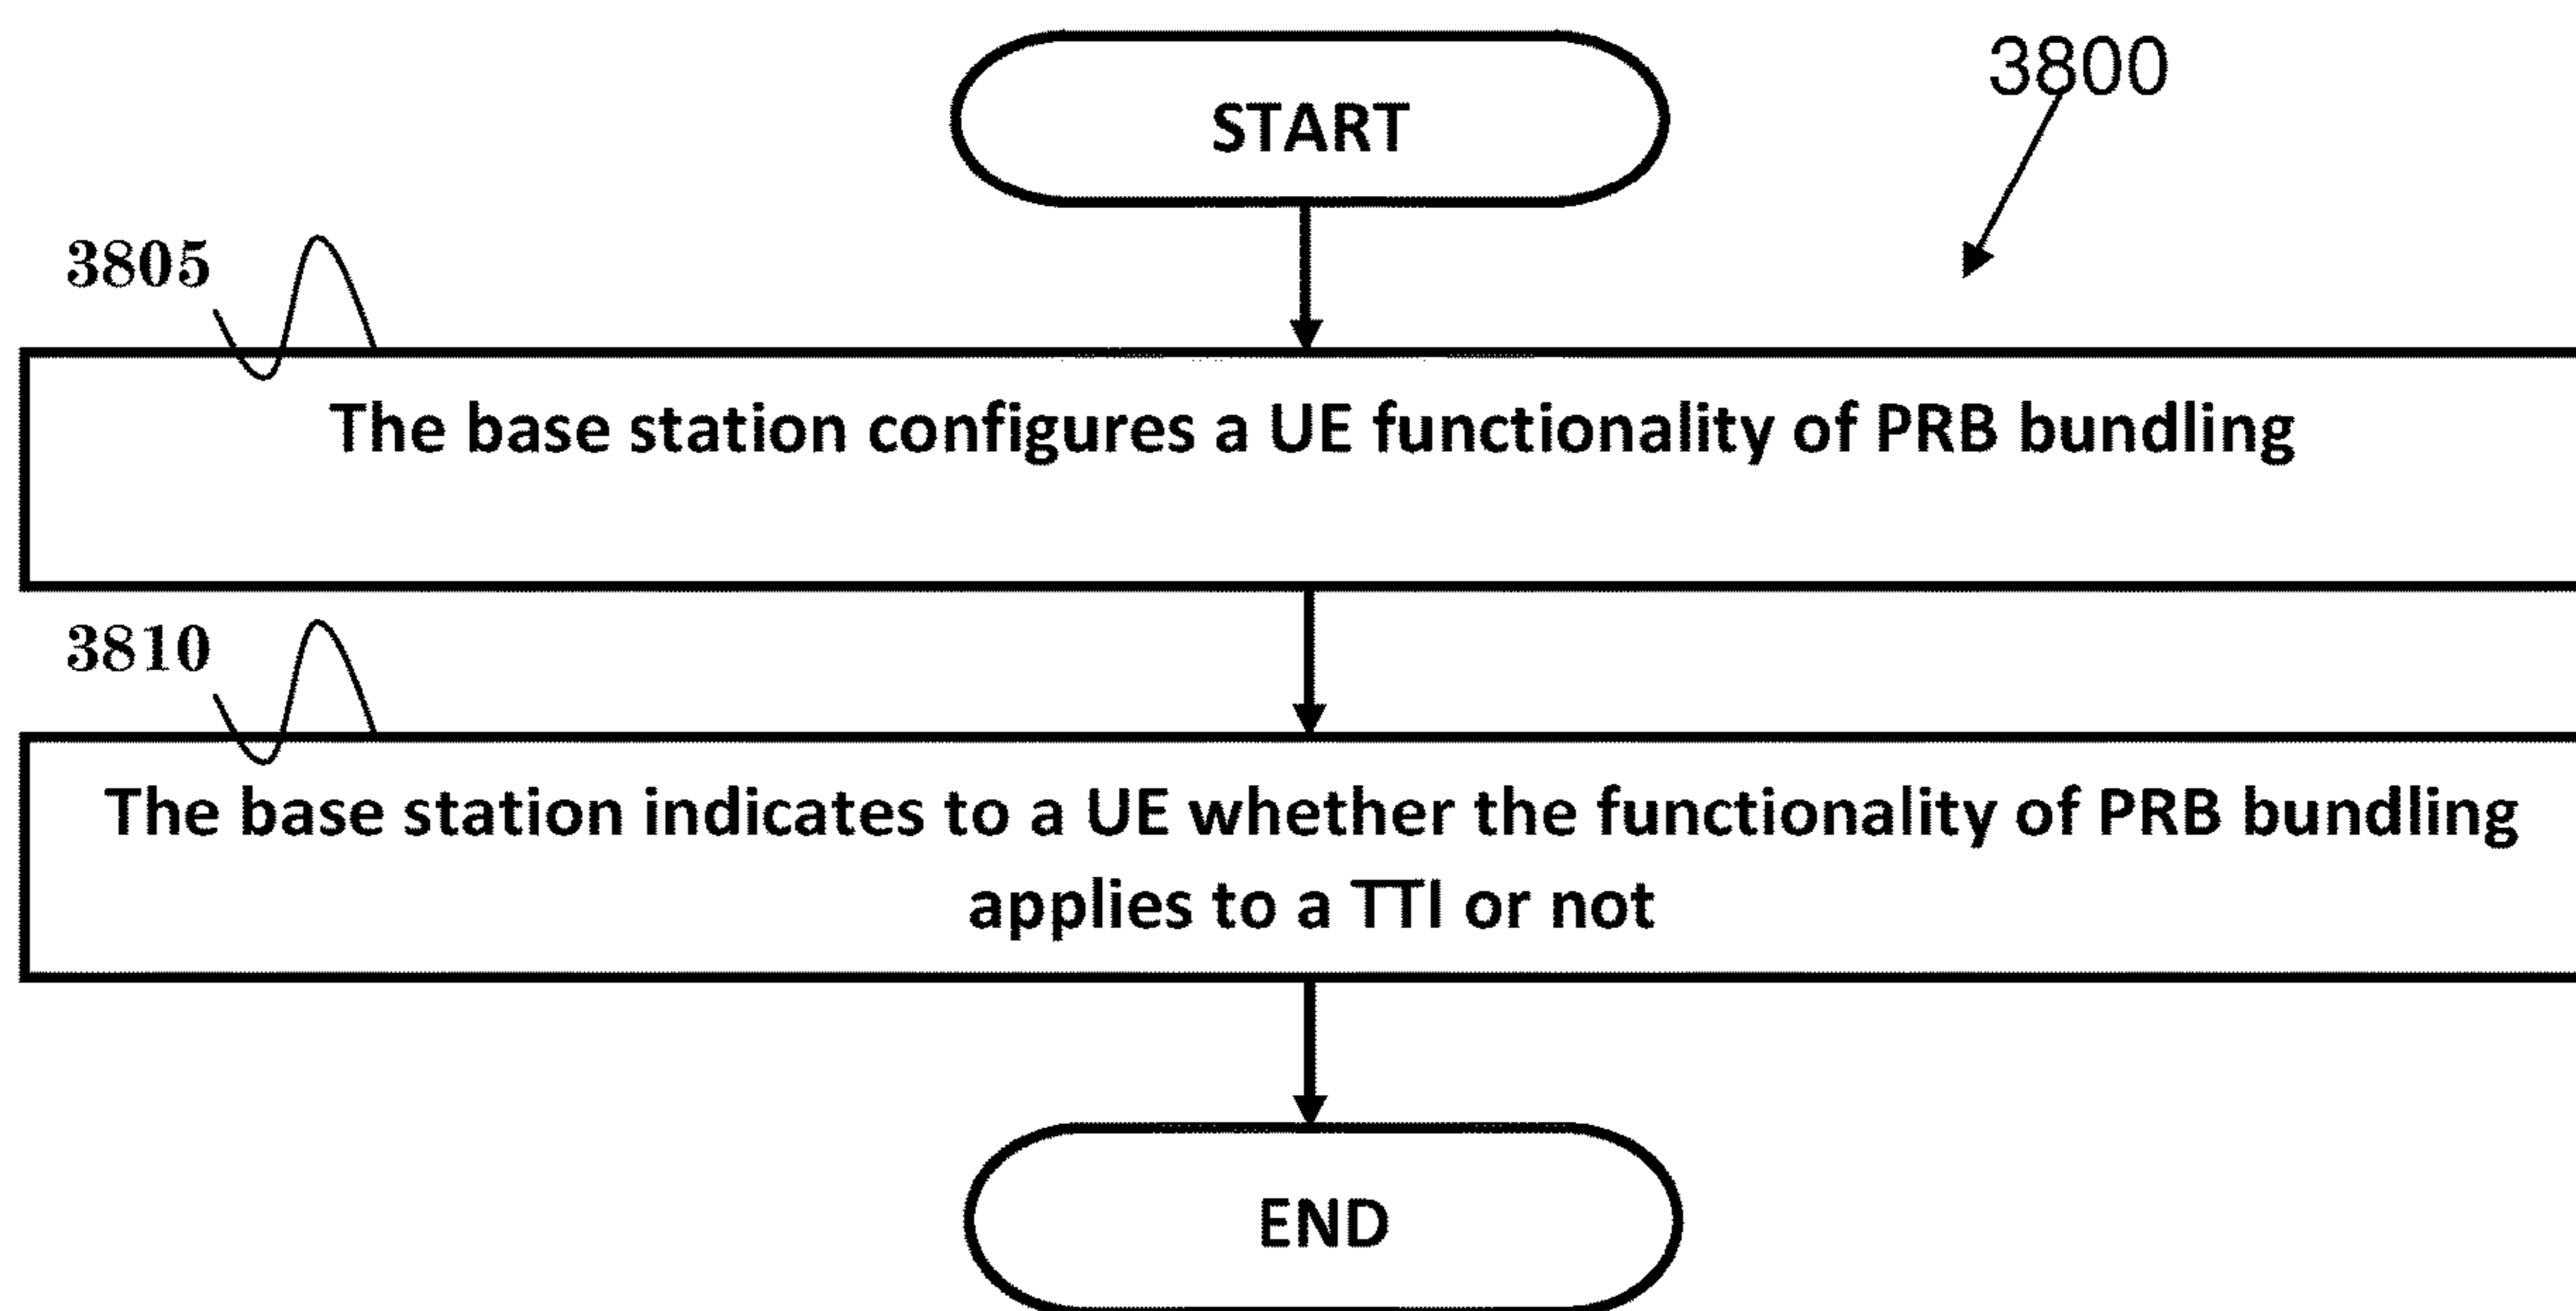 START
3800
3805
The base station configures a UE functionality of PRB bundling
3810
The base station indicates to a UE whether the functionality of PRB bundling
applies to a TTI or not
END